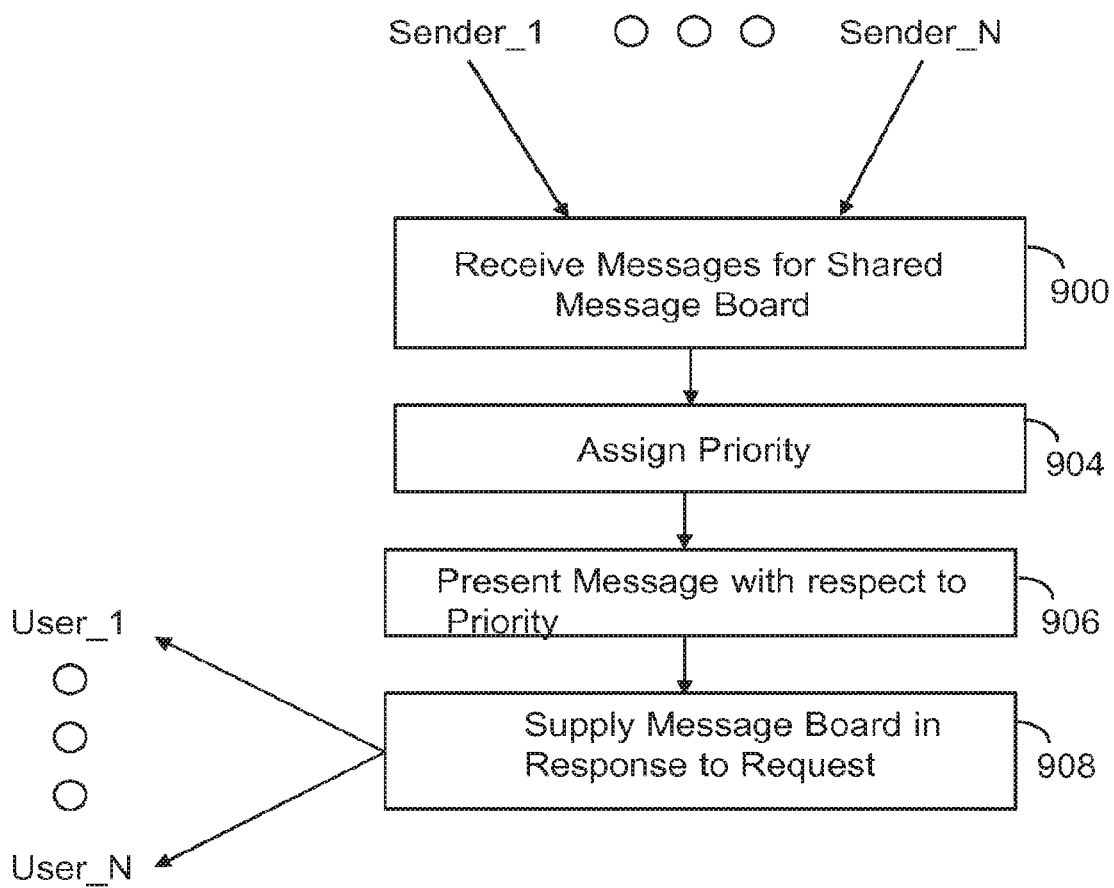 Sender_1 Sender_N
Receive Messages for Shared
Message Board
900
Assign Priority
904
Present Message with respect to
Priority
906
User_1
Supply Message Board in
Response to Request
908
User_N